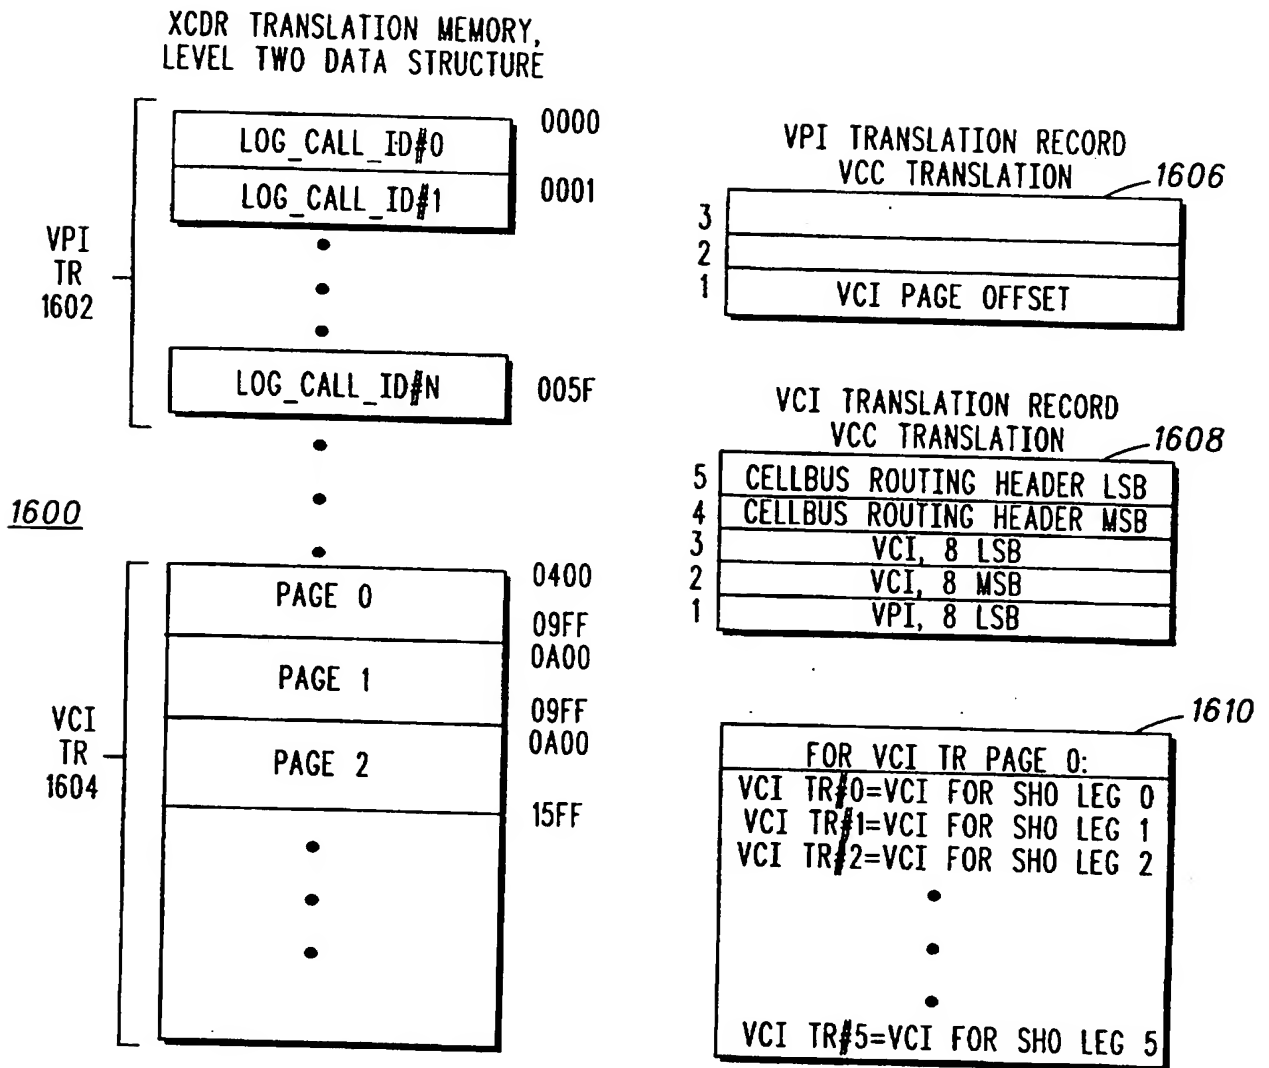 XCDR TRANSLATION MEMORY,
LEVEL TWO DATA STRUCTURE
LOG_CALL_ID#0
0000
LOG_CALL_ID#1
0001
VPI
TR
1602
LOG_CALL_ID#N
005F
1600
PAGE 0
0400
09FF
PAGE 1
0A00
09FF
VCI
TR
1604
PAGE 2
0A00
15FF
VPI TRANSLATION RECORD
VCC TRANSLATION
1606
3
2
1 VCI PAGE OFFSET
VCI TRANSLATION RECORD
VCC TRANSLATION
1608
5 CELLBUS ROUTING HEADER LSB
4 CELLBUS ROUTING HEADER MSB
3 VCI, 8 LSB
2 VCI, 8 MSB
1 VPI, 8 LSB
1610
FOR VCI TR PAGE 0:
VCI TR#0=VCI FOR SHO LEG 0
VCI TR#1=VCI FOR SHO LEG 1
VCI TR#2=VCI FOR SHO LEG 2
VCI TR#5=VCI FOR SHO LEG 5